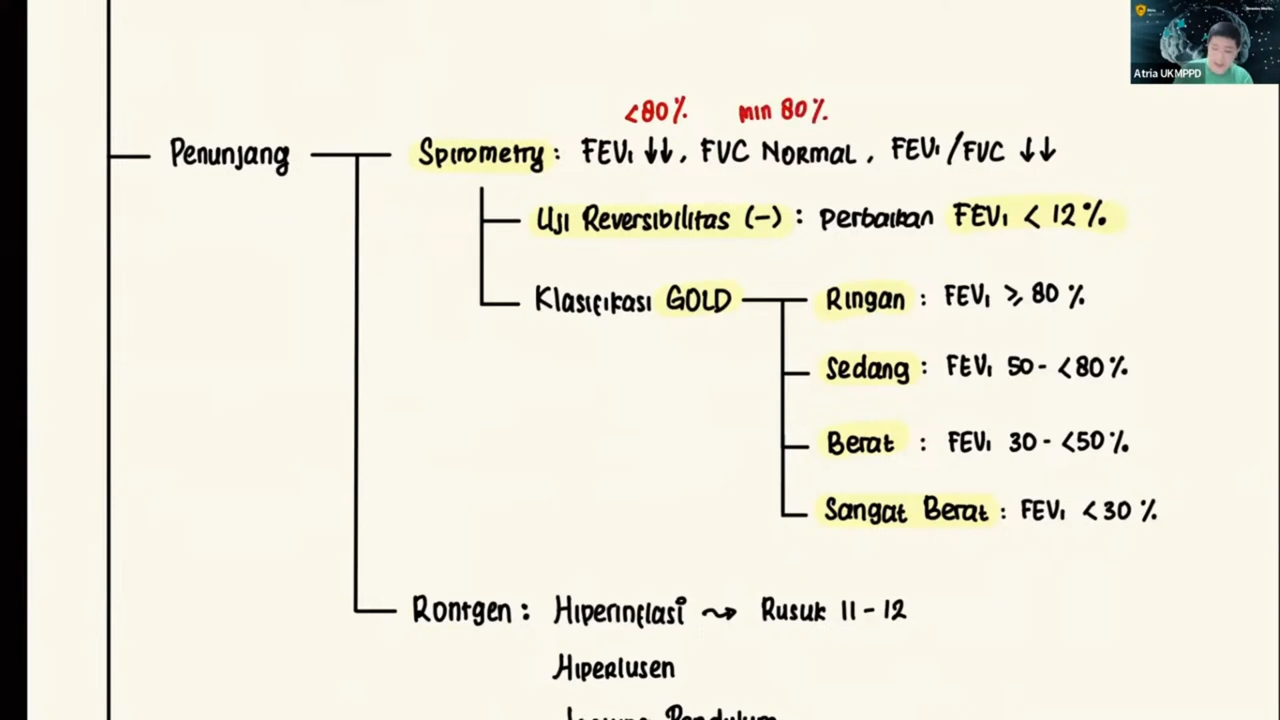 Atria UKMPPD
<80% min 80%
Penunjang Spirometry : FEV₁ ↓↓, FVC NORMAL, FEV₁/FVC ↓↓
Uji Reversibilitas (-) : perbaikan FEV₁ < 12%
Klasifikasi GOLD Ringan : FEV₁ ≥ 80%
Sedang : FEV₁ 50 - <80%
Berat : FEV₁ 30 - <50%
Sangat Berat : FEV₁ <30%
Rontgen : Hiperinflasi ⤳ Rusuk 11-12
Hiperlusen
Pendulum